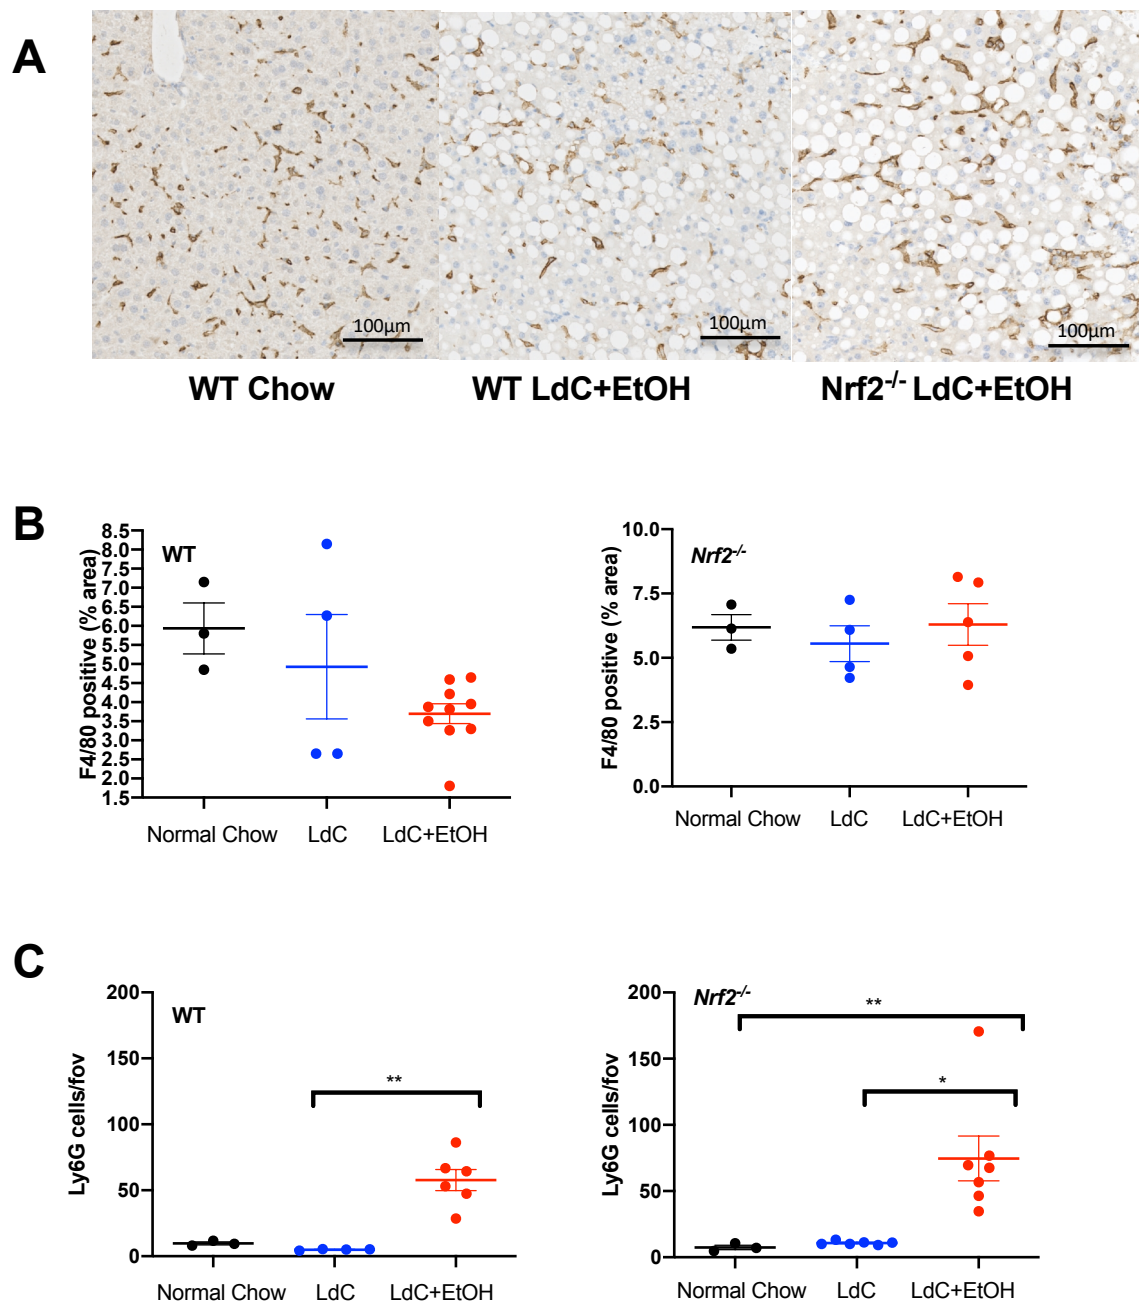 A
100µm
100µm
100µm
WT Chow
WT LdC+EtOH
Nrf2-/- LdC+EtOH
B
F4/80 positive (% area)
8.5
8.0
7.5
7.0
6.5
6.0
5.5
5.0
4.5
4.0
3.5
3.0
2.5
2.0
1.5
WT
Normal Chow
LdC
LdC+EtOH
F4/80 positive (% area)
10.0
7.5
5.0
2.5
0.0
Nrf2-/-
Normal Chow
LdC
LdC+EtOH
C
Ly6G cells/fov
200
150
100
50
0
WT
**
Normal Chow
LdC
LdC+EtOH
Ly6G cells/fov
200
150
100
50
0
Nrf2-/-
**
*
Normal Chow
LdC
LdC+EtOH